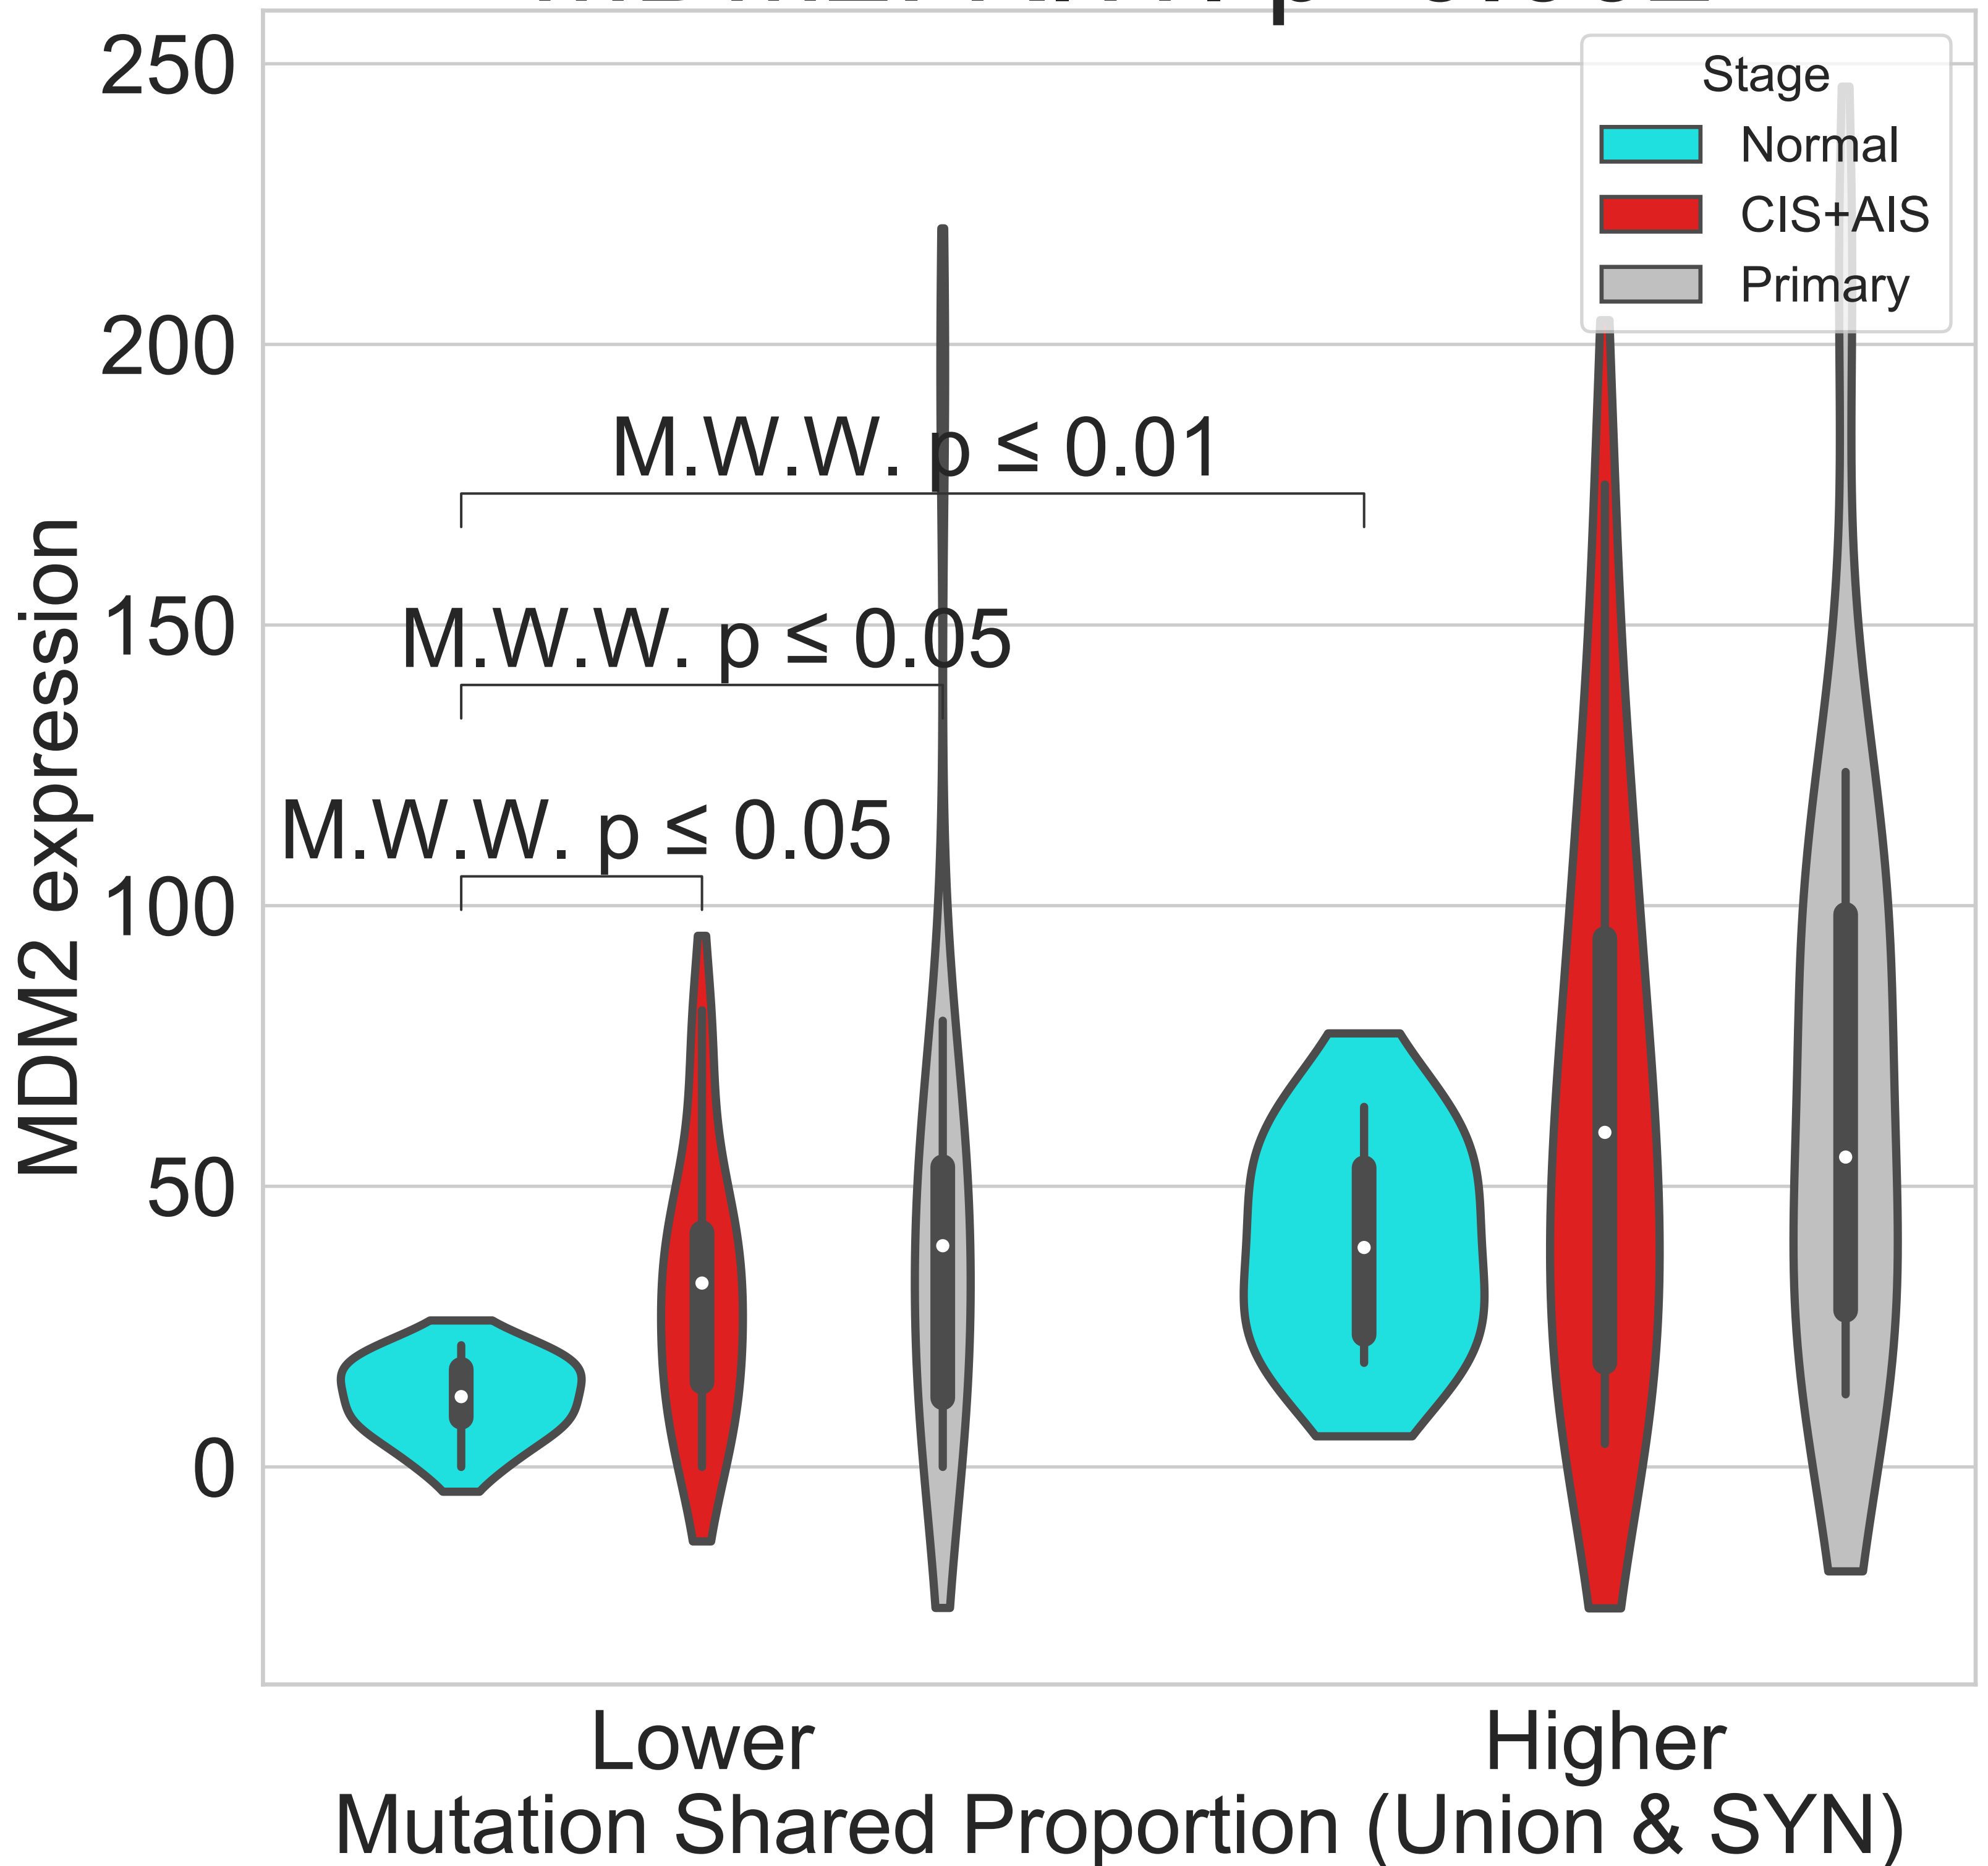 250
200
150
100
50
0
MDM2 expression
Stage
Normal
CIS+AIS
Primary
M.W.W. p ≤ 0.01
M.W.W. p ≤ 0.05
M.W.W. p ≤ 0.05
Lower
Higher
Mutation Shared Proportion (Union & SYN)